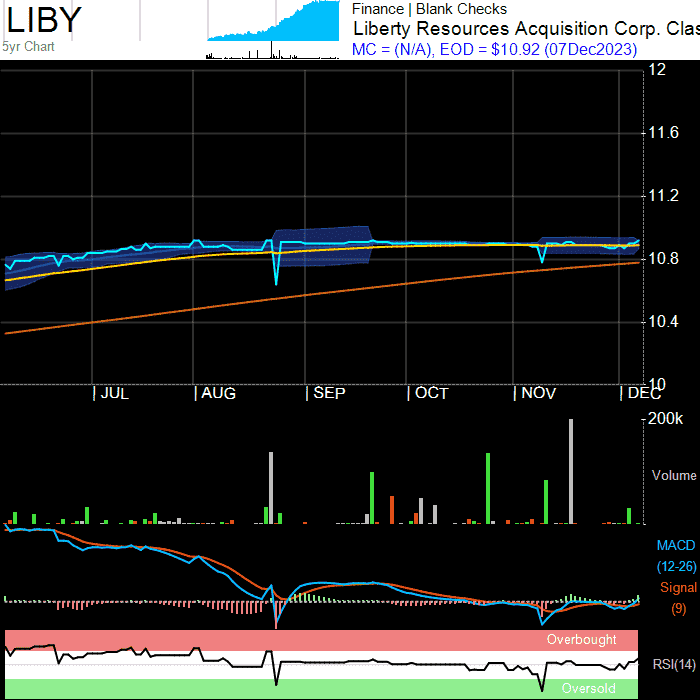 LIBY
5yr Chart
Finance | Blank Checks
Liberty Resources Acquisition Corp. Clas
MC = (N/A), EOD = $10.92 (07Dec2023)
12
11.6
11.2
10.8
10.4
10
JUL AUG SEP OCT NOV DEC
200k
Volume
MACD
(12-26)
Signal
(9)
Overbought
RSI(14)
Oversold